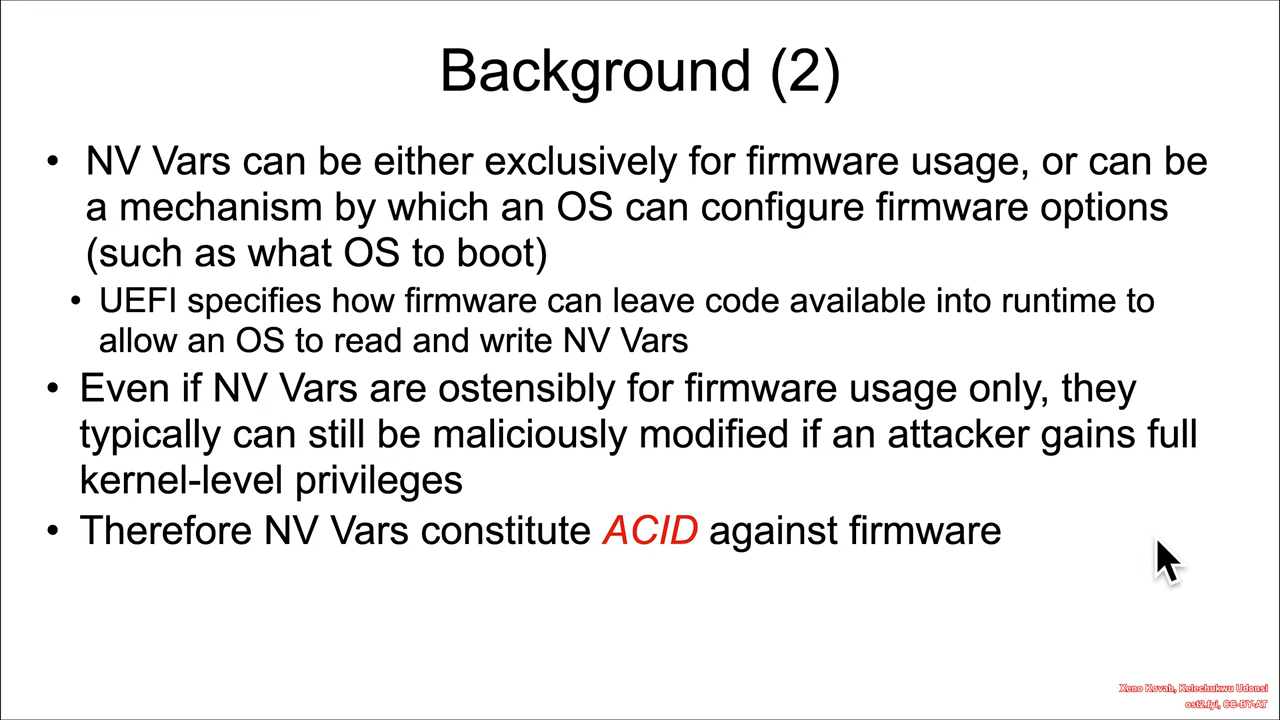 Background (2)
• NV Vars can be either exclusively for firmware usage, or can be
a mechanism by which an OS can configure firmware options
(such as what OS to boot)
• UEFI specifies how firmware can leave code available into runtime to
allow an OS to read and write NV Vars
• Even if NV Vars are ostensibly for firmware usage only, they
typically can still be maliciously modified if an attacker gains full
kernel-level privileges
• Therefore NV Vars constitute ACID against firmware
Xeno Kovah, Kelechukwu Udonsi
ost2.fyi, CC-BY-AT